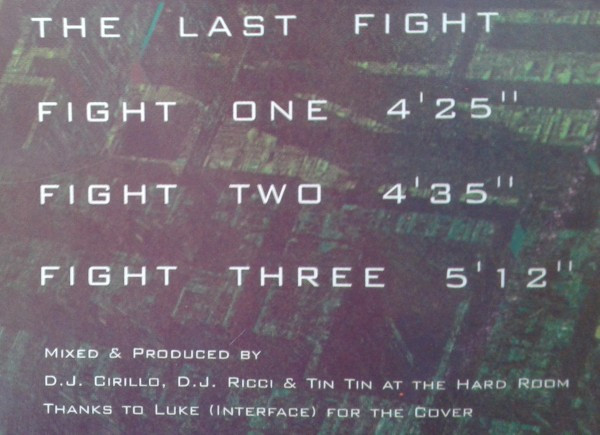 THE LAST FIGHT
FIGHT ONE 4'25"
FIGHT TWO 4'35"
FIGHT THREE 5'12"
MIXED & PRODUCED BY
D.J. CIRILLO, D.J. RICCI & TIN TIN AT THE HARD ROOM
THANKS TO LUKE (INTERFACE) FOR THE COVER